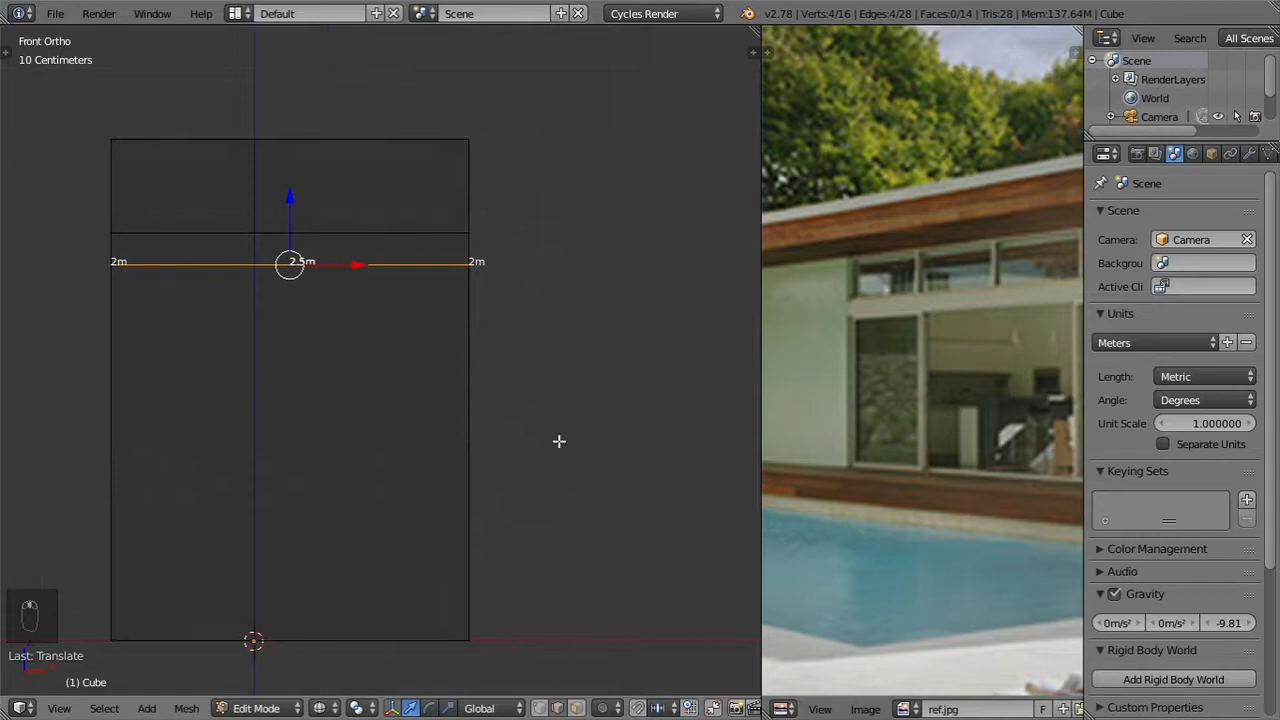 File Render Window Help Default Scene Cycles Render v2.78 | Verts:4/16 | Edges:4/28 | Faces:0/14 | Tris:28 | Mem:137.64M | Cube
Front Ortho
10 Centimeters
2m 2.5m 2m
Last: Translate
(1) Cube
View Select Add Mesh Edit Mode Global
View Image ref.jpg F
View Search All Scenes
Scene
RenderLayers
World
Camera
Scene
Scene
Camera: Camera
Backgrou
Active Cli
Units
Meters
Length: Metric
Angle: Degrees
Unit Scale 1.000000
Separate Units
Keying Sets
Color Management
Audio
Gravity
0m/s² 0m/s² -9.81
Rigid Body World
Add Rigid Body World
Custom Properties